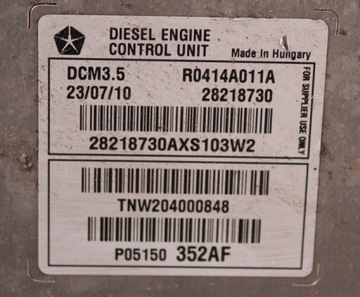 DIESEL ENGINE
CONTROL UNIT
Made in Hungary
DCM3.5 R0414A011A
23/07/10 28218730
28218730AXS103W2
FOR SUPPLIER USE ONLY
TNW204000848
P05150 352AF